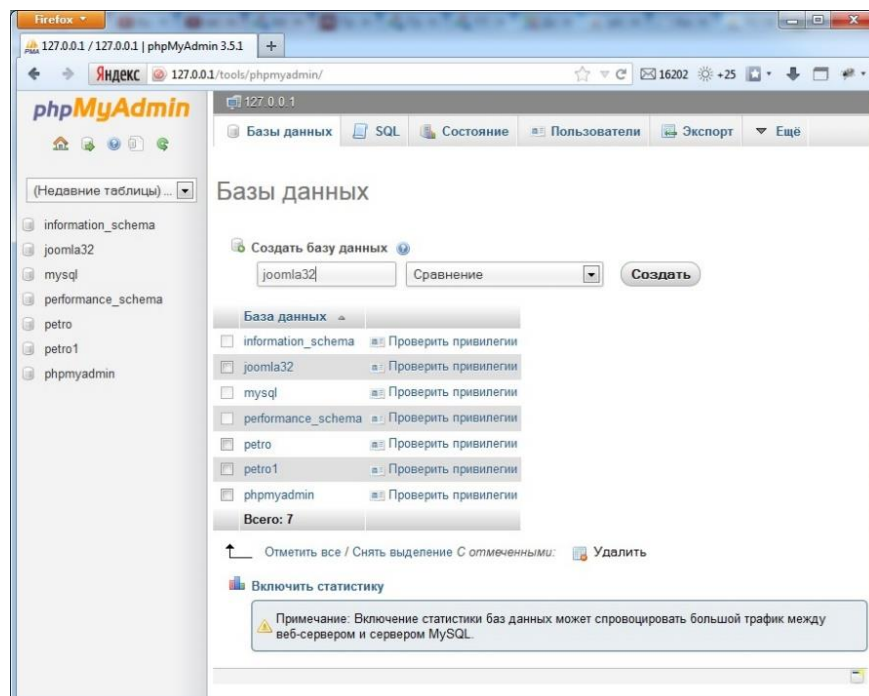 Firefox
127.0.0.1 / 127.0.0.1 | phpMyAdmin 3.5.1
Яндекс 127.0.0.1/tools/phpmyadmin/ 16202 +25
phpMyAdmin
127.0.0.1
Базы данных SQL Состояние Пользователи Экспорт Ещё
(Недавние таблицы) ...
information_schema
joomla32
mysql
performance_schema
petro
petro1
phpmyadmin
Базы данных
Создать базу данных
joomla32 Сравнение Создать
База данных
information_schema Проверить привилегии
joomla32 Проверить привилегии
mysql Проверить привилегии
performance_schema Проверить привилегии
petro Проверить привилегии
petro1 Проверить привилегии
phpmyadmin Проверить привилегии
Всего: 7
Отметить все / Снять выделение С отмеченными: Удалить
Включить статистику
Примечание: Включение статистики баз данных может спровоцировать большой трафик между
веб-сервером и сервером MySQL.